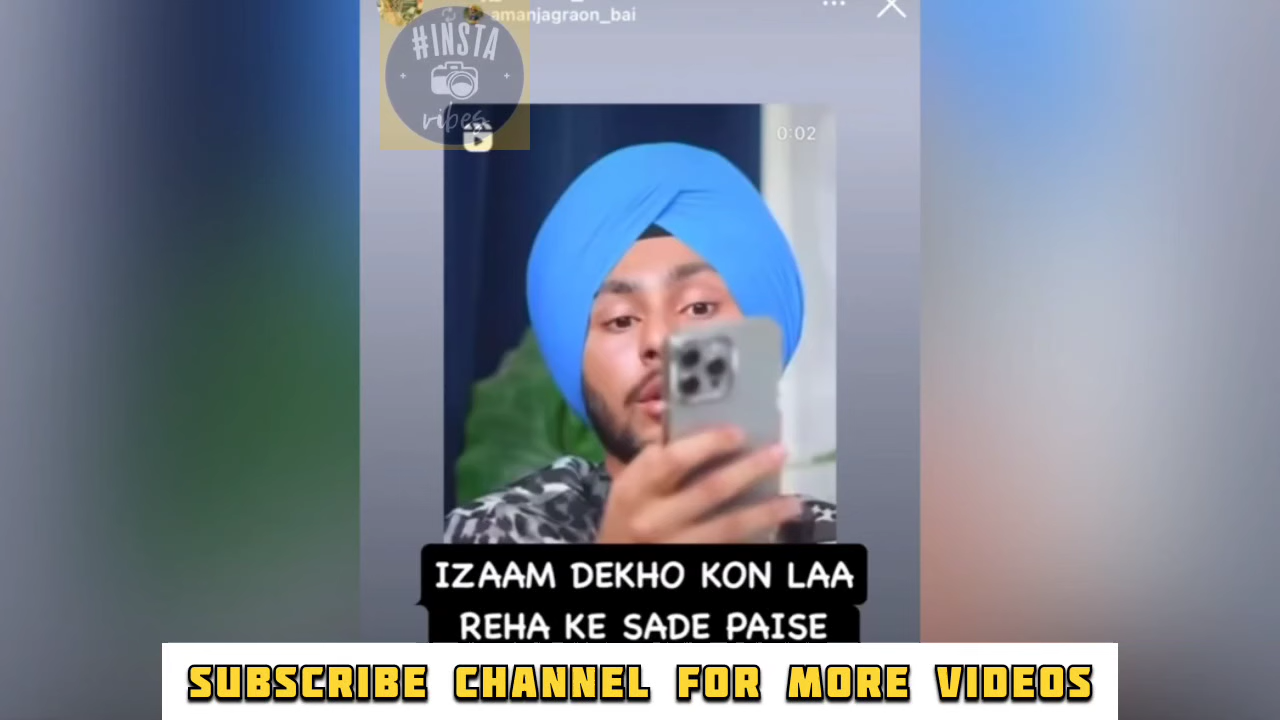 amanjagraon_bai
#INSTA
vibes
0:02
IZAAM DEKHO KON LAA
REHA KE SADE PAISE
SUBSCRIBE CHANNEL FOR MORE VIDEOS